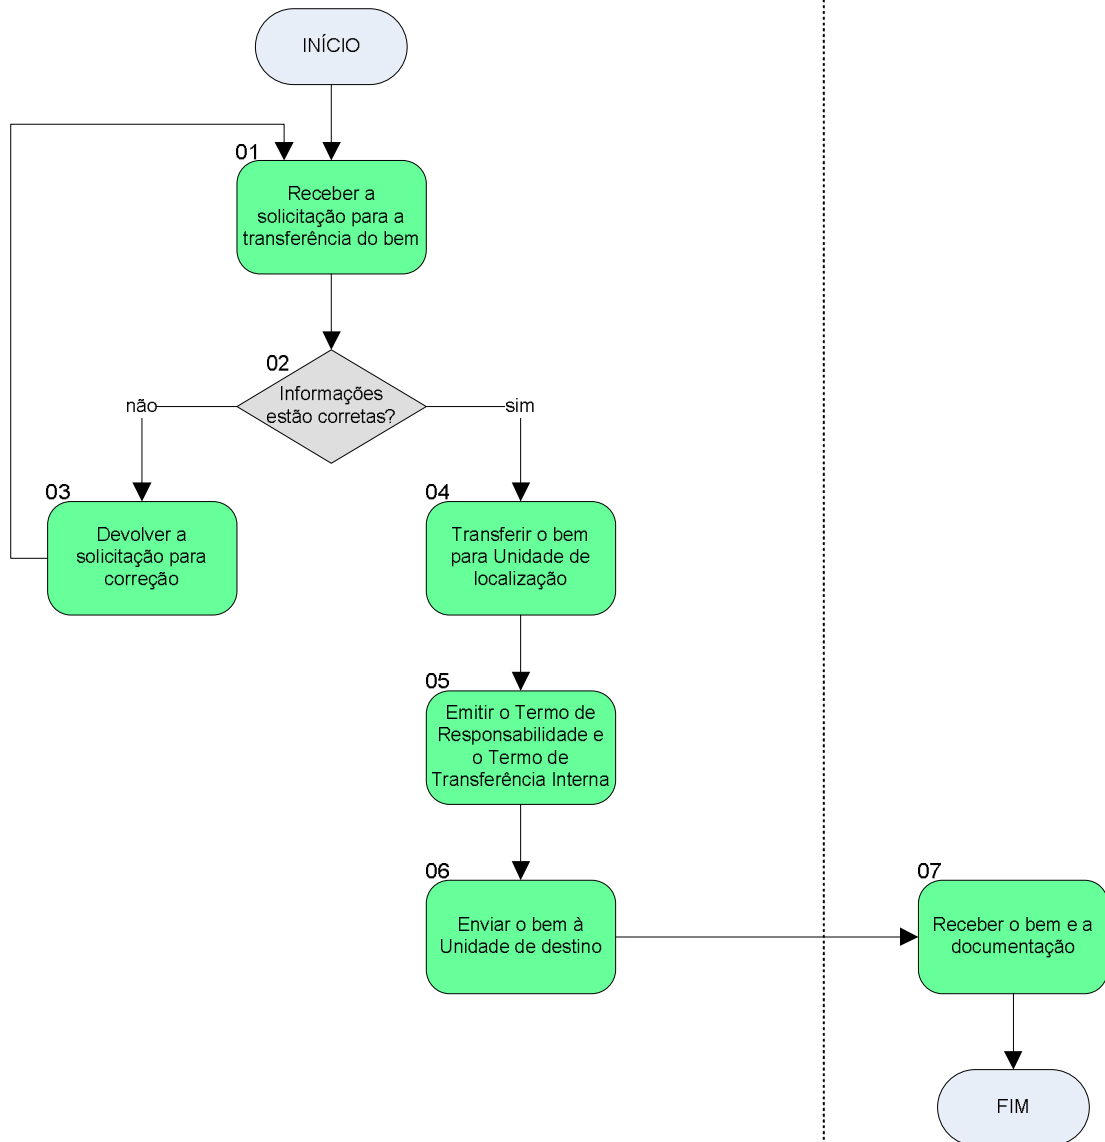 INÍCIO
01
Receber a
solicitação para a
transferência do bem
02
Informações
estão corretas?
não
sim
03
Devolver a
solicitação para
correção
04
Transferir o bem
para Unidade de
localização
05
Emitir o Termo de
Responsabilidade e
o Termo de
Transferência Interna
06
Enviar o bem à
Unidade de destino
07
Receber o bem e a
documentação
FIM